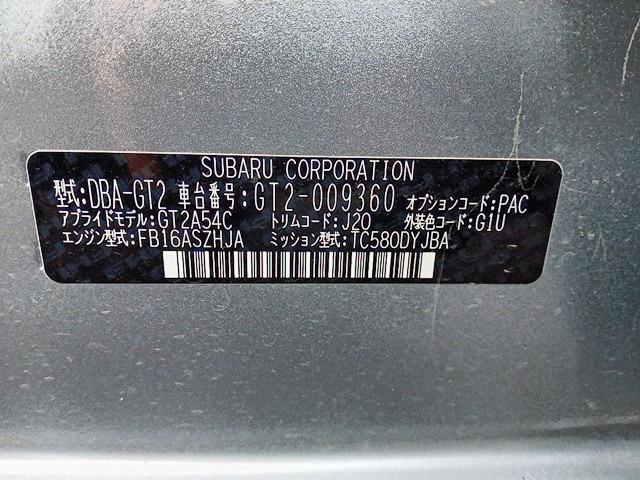 SUBARU CORPORATION
型式:DBA-GT2 車台番号:GT2-009360 オプションコード:PAC
アプライドモデル:GT2A54C トリムコード:J20 外装色コード:G1U
エンジン型式:FB16ASZHJA ミッション型式:TC580DYJBA